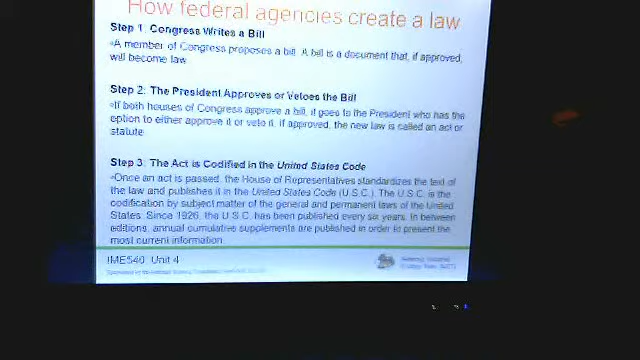 How federal agencies create a law
Step 1: Congress Writes a Bill
•A member of Congress proposes a bill. A bill is a document that, if approved,
will become law
Step 2: The President Approves or Vetoes the Bill
•If both houses of Congress approve a bill, it goes to the President who has the
option to either approve it or veto it. If approved, the new law is called an act or
statute
Step 3: The Act is Codified in the United States Code
•Once an act is passed, the House of Representatives standardizes the text of
the law and publishes it in the United States Code (U.S.C.). The U.S.C. is the
codification by subject matter of the general and permanent laws of the United
States. Since 1926, the U.S.C. has been published every six years. In between
editions, annual cumulative supplements are published in order to present the
most current information.
IME540: Unit 4